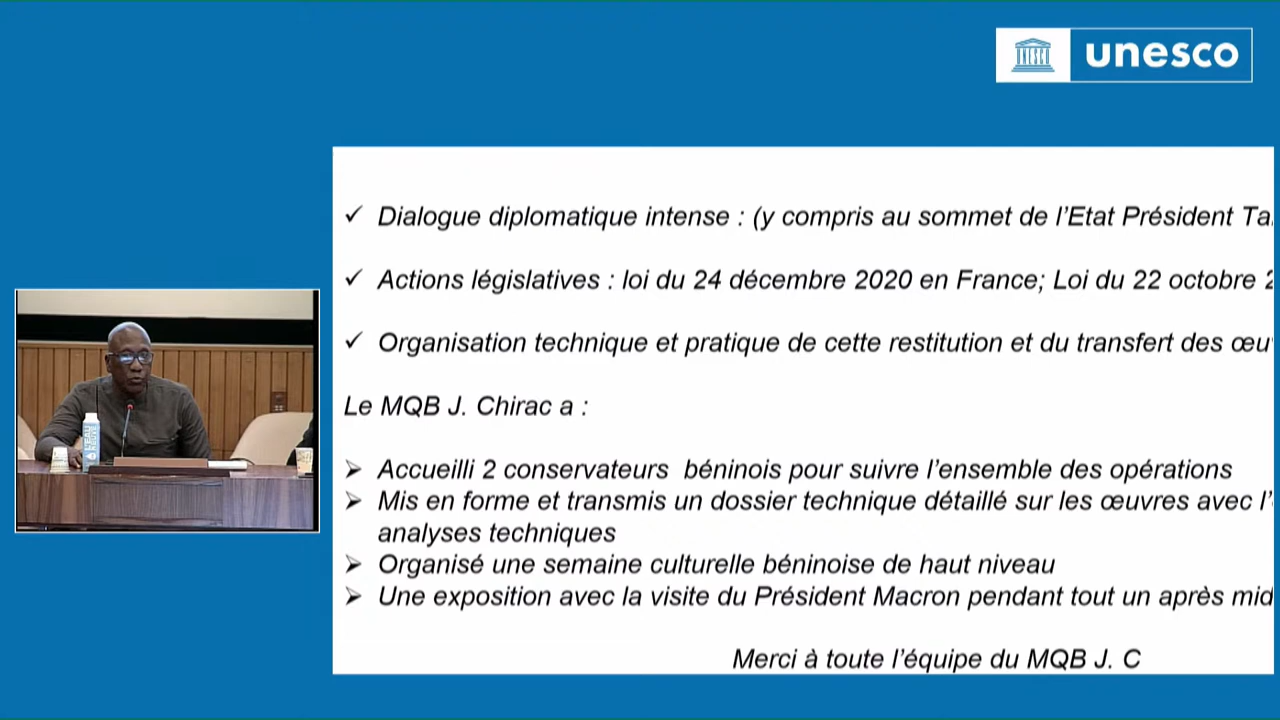 unesco
✓ Dialogue diplomatique intense : (y compris au sommet de l’Etat Président
✓ Actions législatives : loi du 24 décembre 2020 en France; Loi du 22 octobre
✓ Organisation technique et pratique de cette restitution et du transfert des
Le MQB J. Chirac a :
➢ Accueilli 2 conservateurs béninois pour suivre l’ensemble des opérations
➢ Mis en forme et transmis un dossier technique détaillé sur les œuvres avec
analyses techniques
➢ Organisé une semaine culturelle béninoise de haut niveau
➢ Une exposition avec la visite du Président Macron pendant tout un après
Merci à toute l’équipe du MQB J. C
L'EAU
NEUVE